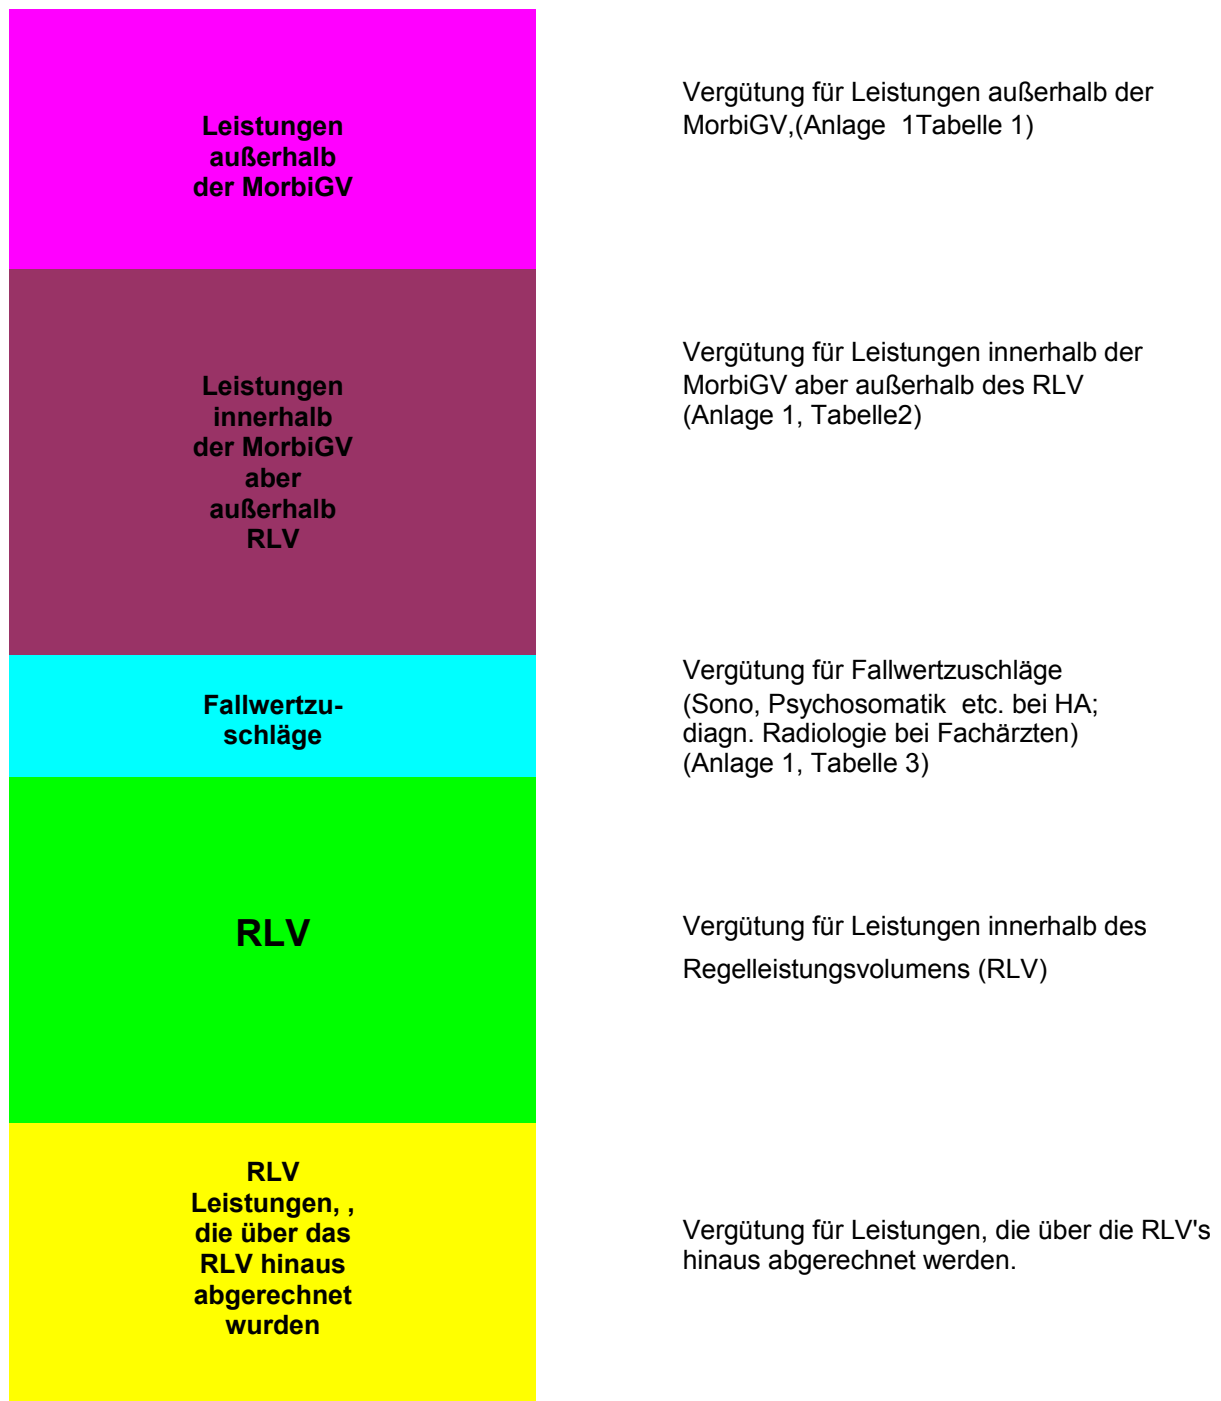 Leistungen
außerhalb
der MorbiGV
Vergütung für Leistungen außerhalb der
MorbiGV,(Anlage  1Tabelle 1)
Leistungen
innerhalb
der MorbiGV
aber
außerhalb
RLV
Vergütung für Leistungen innerhalb der
MorbiGV aber außerhalb des RLV
(Anlage 1, Tabelle2)
Fallwertzu-
schläge
Vergütung für Fallwertzuschläge
(Sono, Psychosomatik  etc. bei HA;
diagn. Radiologie bei Fachärzten)
(Anlage 1, Tabelle 3)
RLV
Vergütung für Leistungen innerhalb des
Regelleistungsvolumens (RLV)
RLV
Leistungen, ,
die über das
RLV hinaus
abgerechnet
wurden
Vergütung für Leistungen, die über die RLV's
hinaus abgerechnet werden.